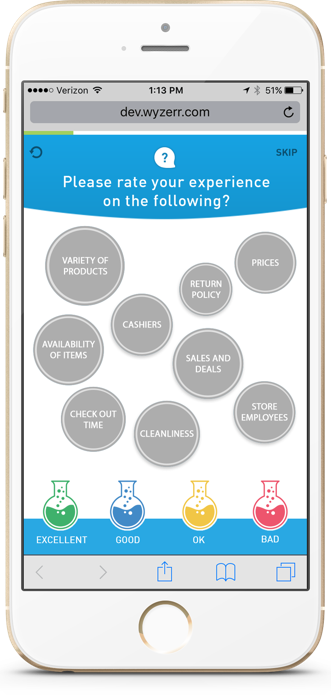 Verizon
1:13 PM
51%
dev.wyzerr.com
?
SKIP
Please rate your experience
on the following?
VARIETY OF
PRODUCTS
PRICES
RETURN
POLICY
CASHIERS
AVAILABILITY
OF ITEMS
SALES AND
DEALS
CHECK OUT
TIME
STORE
EMPLOYEES
CLEANLINESS
EXCELLENT
GOOD
OK
BAD